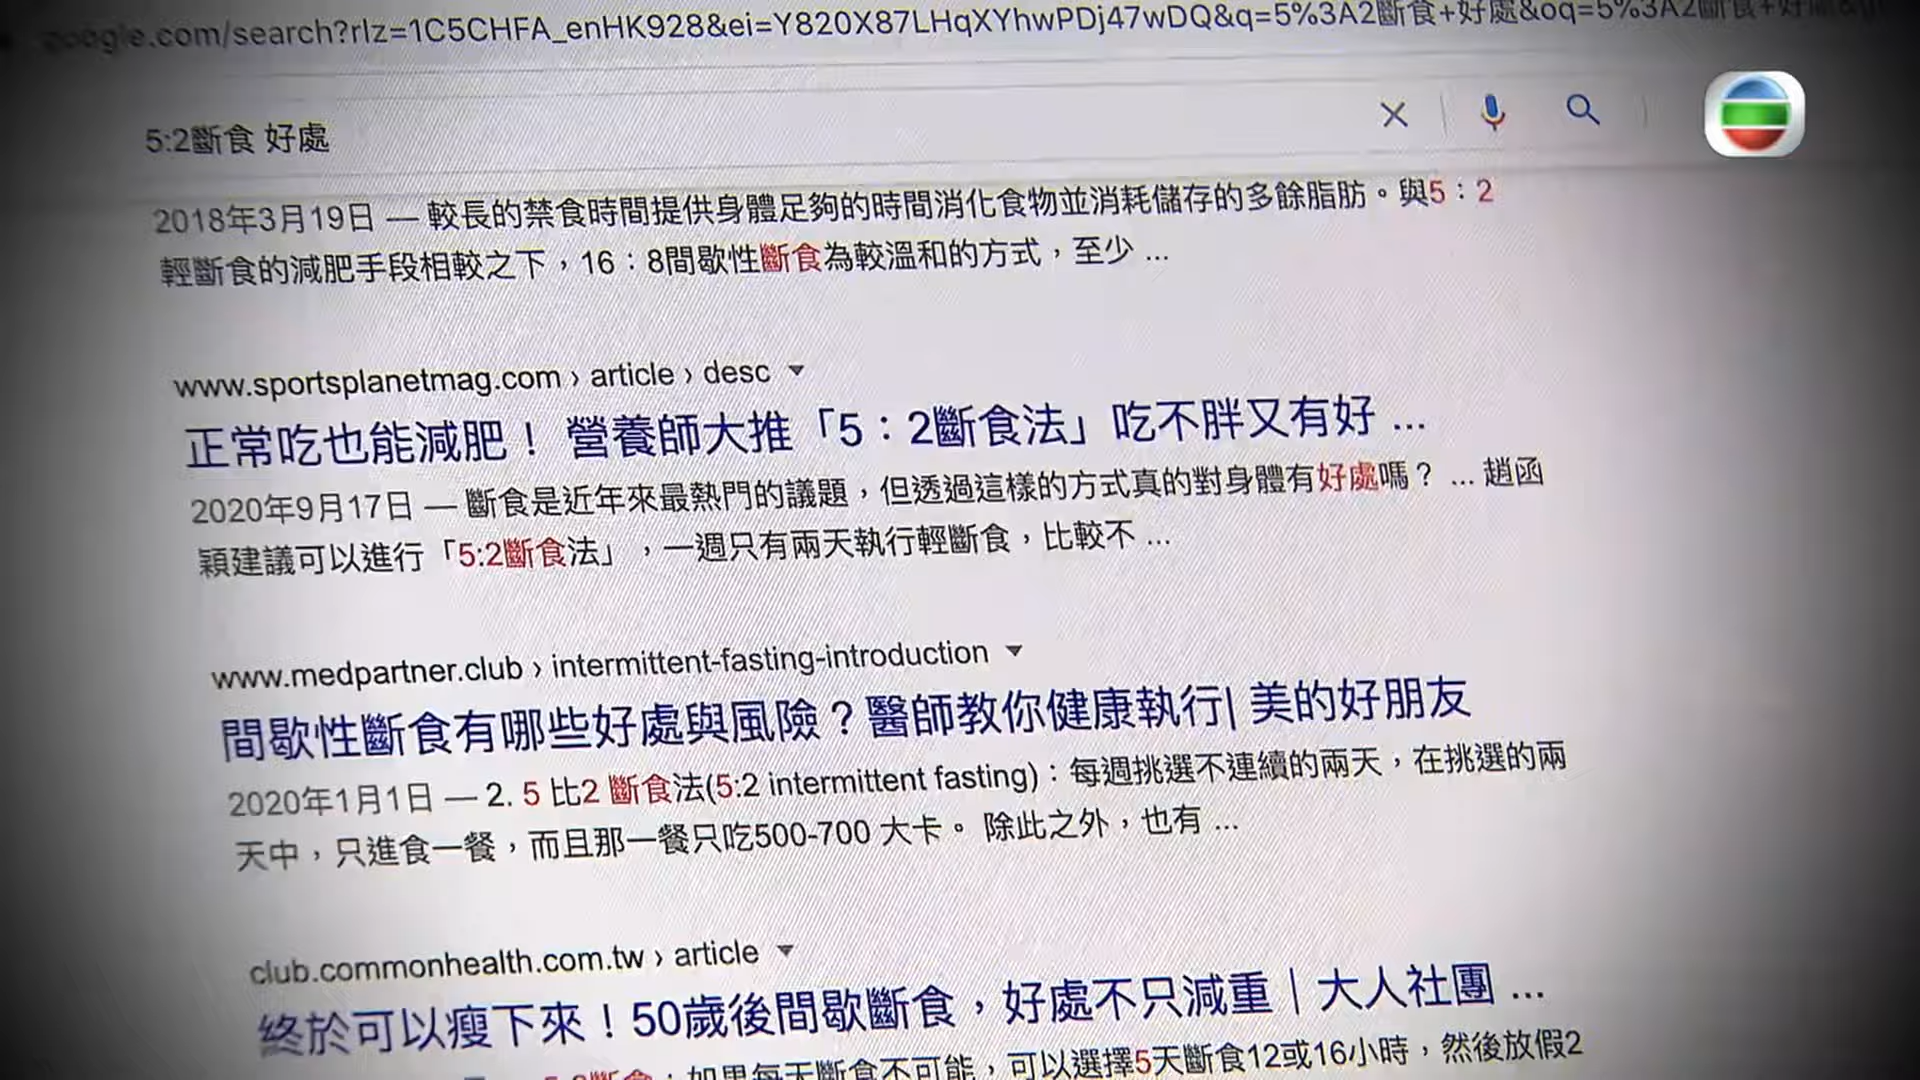 google.com/search?rlz=1C5CHFA_enHK928&ei=Y820X87LHqXYhwPDj47wDQ&q=5%3A2斷食+好處&oq=5%3A2斷食+好處
5:2斷食 好處
2018年3月19日 — 較長的禁食時間提供身體足夠的時間消化食物並消耗儲存的多餘脂肪。與5：2
輕斷食的減肥手段相較之下，16：8間歇性斷食為較溫和的方式，至少 ...
www.sportsplanetmag.com › article › desc
正常吃也能減肥！ 營養師大推「5：2斷食法」吃不胖又有好 ...
2020年9月17日 — 斷食是近年來最熱門的議題，但透過這樣的方式真的對身體有好處嗎？ ... 趙函
穎建議可以進行「5:2斷食法」，一週只有兩天執行輕斷食，比較不 ...
www.medpartner.club › intermittent-fasting-introduction
間歇性斷食有哪些好處與風險？醫師教你健康執行| 美的好朋友
2020年1月1日 — 2. 5 比2 斷食法(5:2 intermittent fasting)：每週挑選不連續的兩天，在挑選的兩
天中，只進食一餐，而且那一餐只吃500-700 大卡。 除此之外，也有 ...
club.commonhealth.com.tw › article
終於可以瘦下來！50歲後間歇斷食，好處不只減重｜大人社團 ...
如果每天斷食不可能，可以選擇5天斷食12或16小時，然後放假2